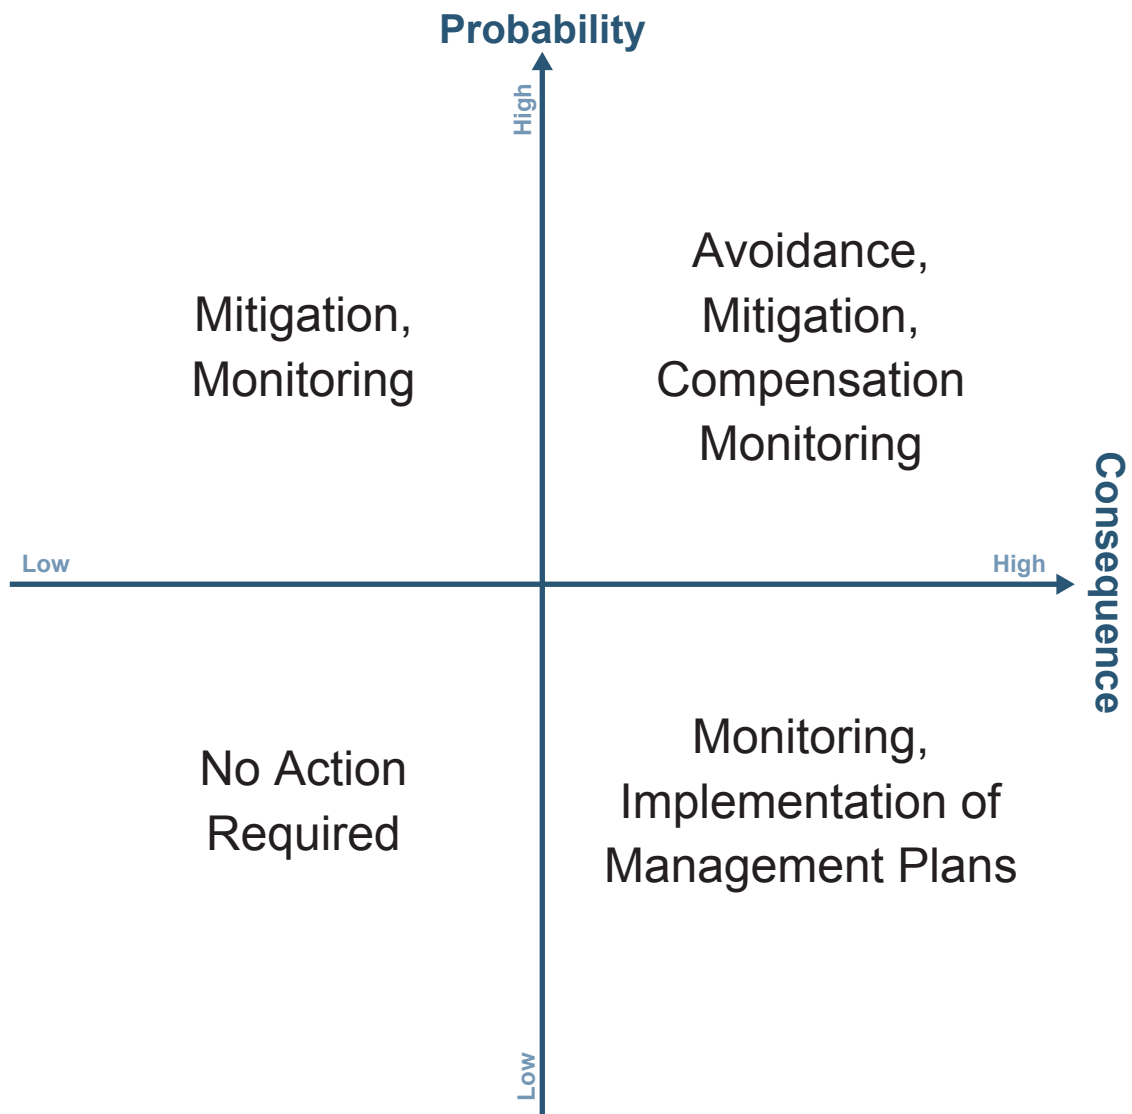 Probability
High
Mitigation,
Monitoring
Avoidance,
Mitigation,
Compensation
Monitoring
Low
High
Consequence
No Action
Required
Monitoring,
Implementation of
Management Plans
Low